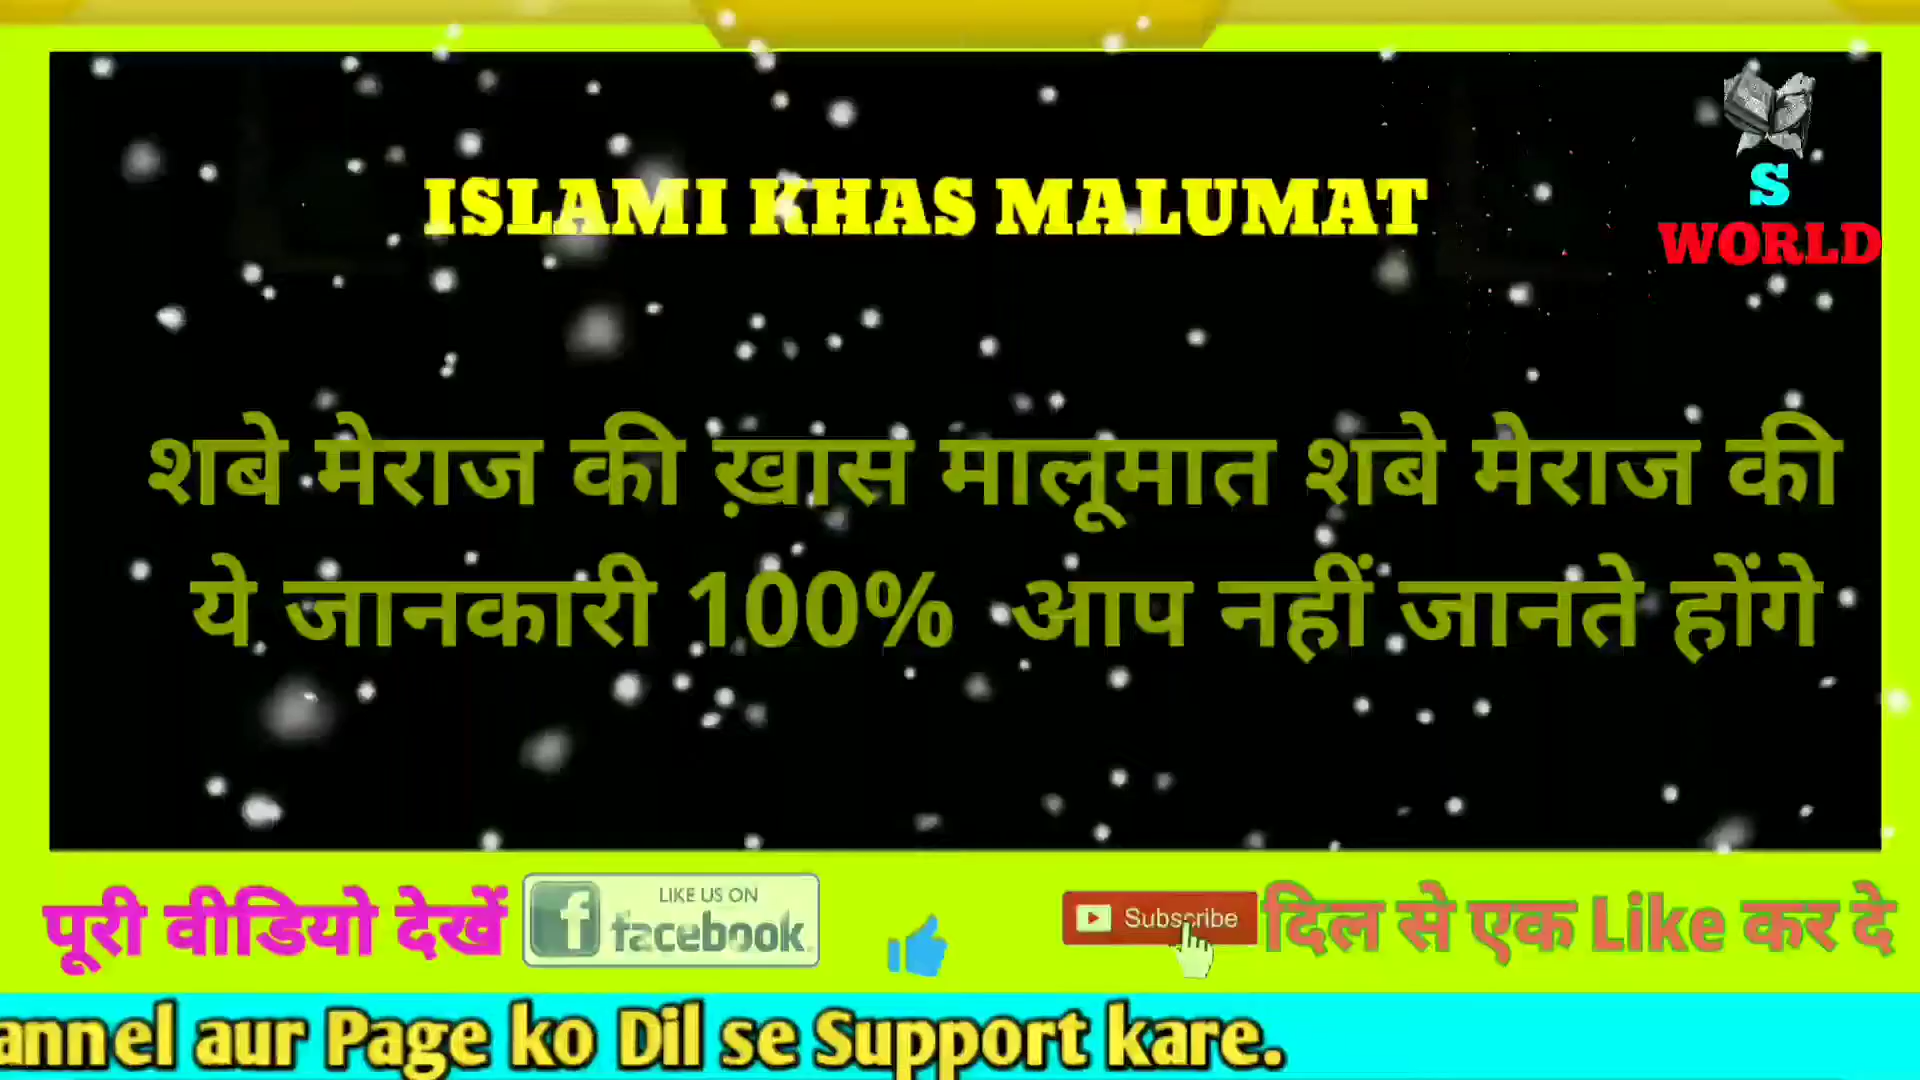 ISLAMI KHAS MALUMAT
S
WORLD
शबे मेराज की ख़ास मालूमात शबे मेराज की
ये जानकारी 100% आप नहीं जानते होंगे
पूरी वीडियो देखें
LIKE US ON
facebook
Subscribe
दिल से एक Like कर दे
annel aur Page ko Dil se Support kare.